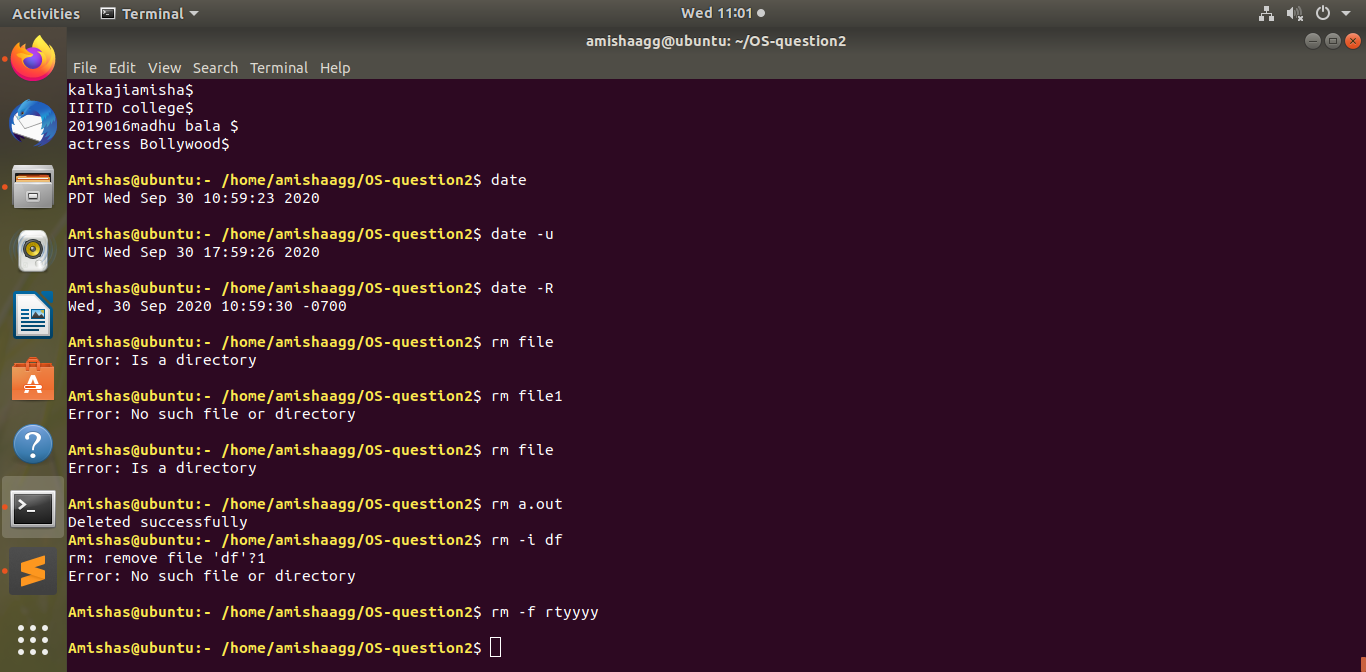 Activities Terminal Wed 11:01
amishaagg@ubuntu: ~/OS-question2
File Edit View Search Terminal Help
kalkajiamisha$
IIITD college$
2019016madhu bala $
actress Bollywood$
Amishas@ubuntu:- /home/amishaagg/OS-question2$ date
PDT Wed Sep 30 10:59:23 2020
Amishas@ubuntu:- /home/amishaagg/OS-question2$ date -u
UTC Wed Sep 30 17:59:26 2020
Amishas@ubuntu:- /home/amishaagg/OS-question2$ date -R
Wed, 30 Sep 2020 10:59:30 -0700
Amishas@ubuntu:- /home/amishaagg/OS-question2$ rm file
Error: Is a directory
Amishas@ubuntu:- /home/amishaagg/OS-question2$ rm file1
Error: No such file or directory
Amishas@ubuntu:- /home/amishaagg/OS-question2$ rm file
Error: Is a directory
Amishas@ubuntu:- /home/amishaagg/OS-question2$ rm a.out
Deleted successfully
Amishas@ubuntu:- /home/amishaagg/OS-question2$ rm -i df
rm: remove file 'df'?1
Error: No such file or directory
Amishas@ubuntu:- /home/amishaagg/OS-question2$ rm -f rtyyyy
Amishas@ubuntu:- /home/amishaagg/OS-question2$